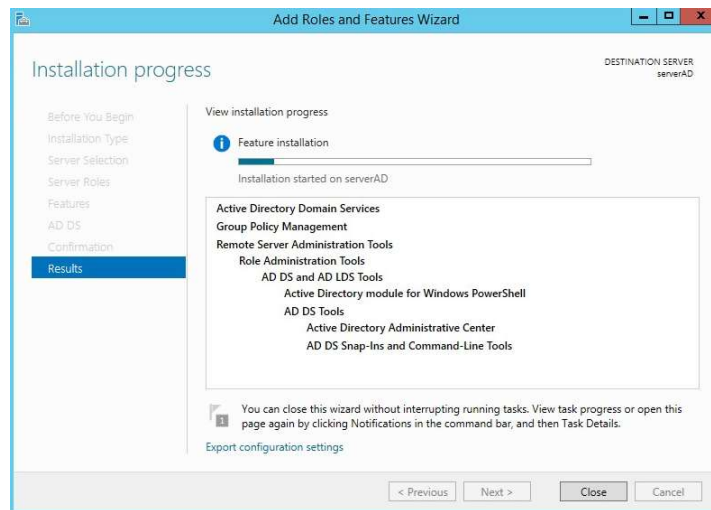 Add Roles and Features Wizard
Installation progress
DESTINATION SERVER
serverAD
Before You Begin
Installation Type
Server Selection
Server Roles
Features
AD DS
Confirmation
Results
View installation progress
Feature installation
Installation started on serverAD
Active Directory Domain Services
Group Policy Management
Remote Server Administration Tools
Role Administration Tools
AD DS and AD LDS Tools
Active Directory module for Windows PowerShell
AD DS Tools
Active Directory Administrative Center
AD DS Snap-Ins and Command-Line Tools
1
You can close this wizard without interrupting running tasks. View task progress or open this
page again by clicking Notifications in the command bar, and then Task Details.
Export configuration settings
< Previous Next > Close Cancel